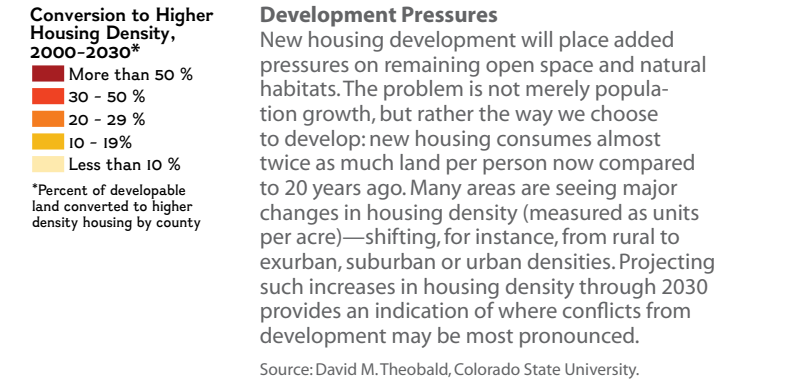 Conversion to Higher
Housing Density,
2000–2030*
More than 50 %
30 - 50 %
20 - 29 %
10 - 19%
Less than 10 %
*Percent of developable
land converted to higher
density housing by county
Development Pressures
New housing development will place added
pressures on remaining open space and natural
habitats. The problem is not merely popula-
tion growth, but rather the way we choose
to develop: new housing consumes almost
twice as much land per person now compared
to 20 years ago. Many areas are seeing major
changes in housing density (measured as units
per acre)—shifting, for instance, from rural to
exurban, suburban or urban densities. Projecting
such increases in housing density through 2030
provides an indication of where conflicts from
development may be most pronounced.
Source: David M. Theobald, Colorado State University.